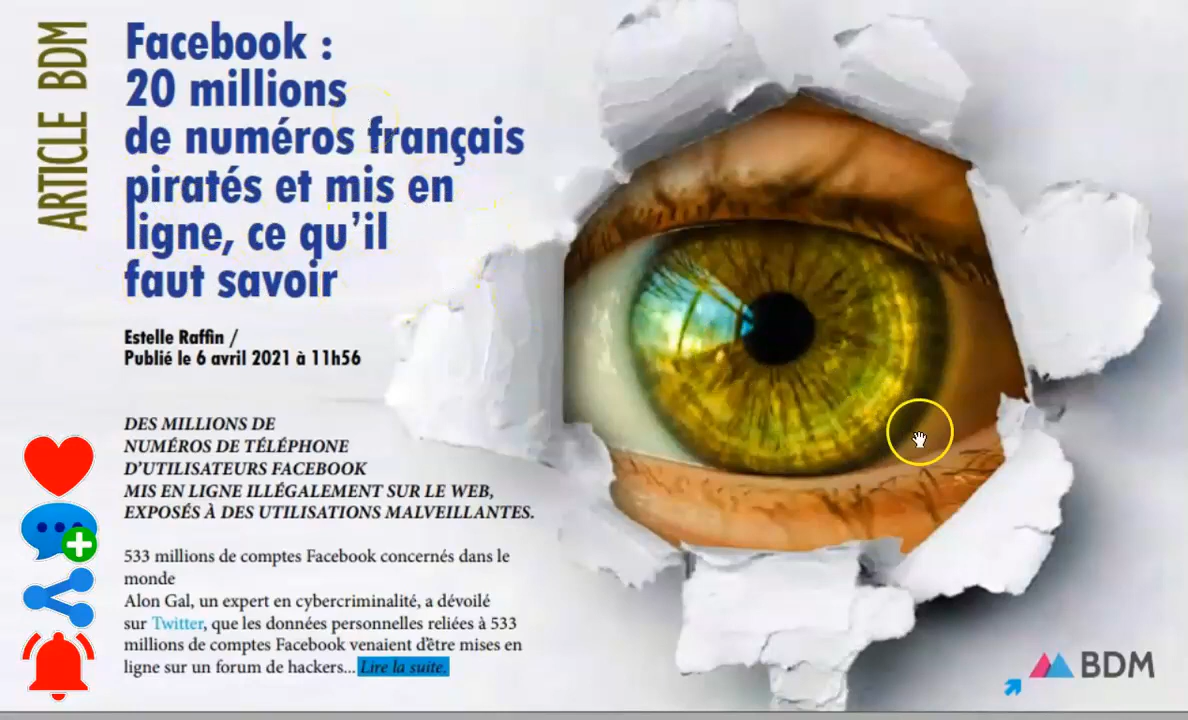 ARTICLE BDM
Facebook :
20 millions
de numéros français
piratés et mis en
ligne, ce qu'il
faut savoir
Estelle Raffin /
Publié le 6 avril 2021 à 11h56
DES MILLIONS DE
NUMÉROS DE TÉLÉPHONE
D'UTILISATEURS FACEBOOK
MIS EN LIGNE ILLÉGALEMENT SUR LE WEB,
EXPOSÉS À DES UTILISATIONS MALVEILLANTES.
533 millions de comptes Facebook concernés dans le
monde
Alon Gal, un expert en cybercriminalité, a dévoilé
sur Twitter, que les données personnelles reliées à 533
millions de comptes Facebook venaient d'être mises en
ligne sur un forum de hackers... Lire la suite.
BDM